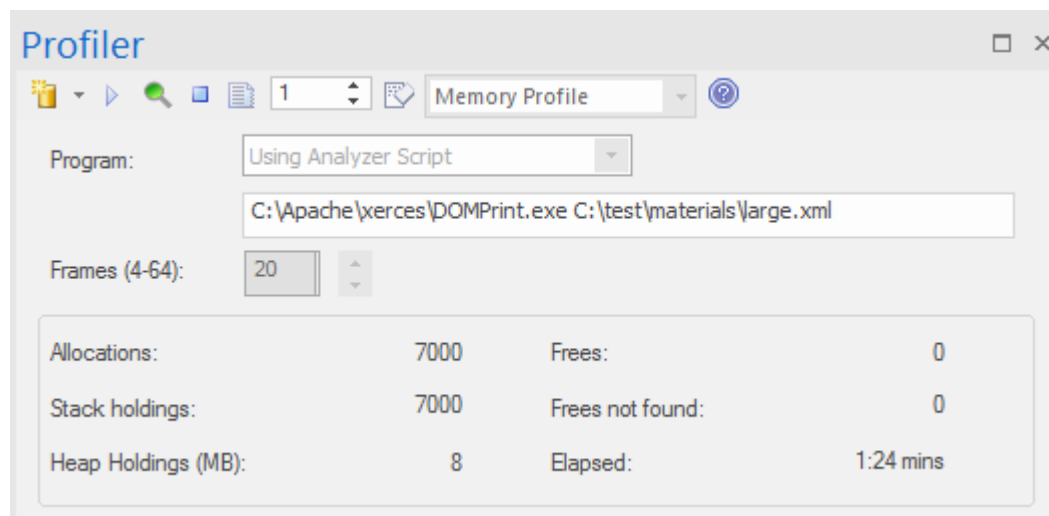 Profiler
1 Memory Profile ?
Program: Using Analyzer Script
C:\Apache\xerces\DOMPrint.exe C:\test\materials\large.xml
Frames (4-64): 20
Allocations: 7000 Frees: 0
Stack holdings: 7000 Frees not found: 0
Heap Holdings (MB): 8 Elapsed: 1:24 mins